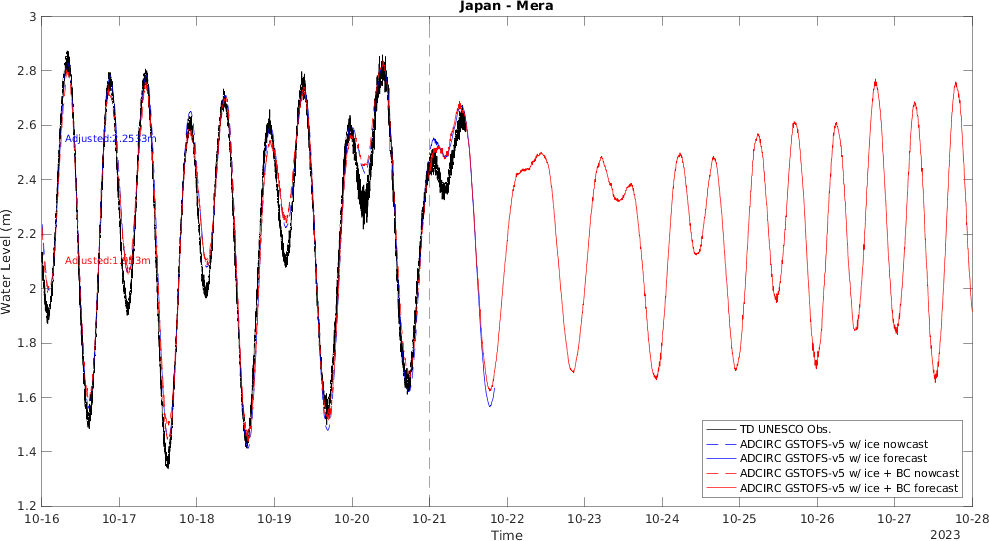 Japan - Mera
3
2.8
2.6
2.4
2.2
2
1.8
1.6
1.4
1.2
Water Level (m)
Adjusted:2.2533m
10-16
10-17
10-18
10-19
10-20
10-21
10-22
10-23
10-24
10-25
10-26
10-27
10-28
Time
2023
TD UNESCO Obs.
ADCIRC GSTOFS-v5 w/ ice nowcast
ADCIRC GSTOFS-v5 w/ ice forecast
ADCIRC GSTOFS-v5 w/ ice + BC nowcast
ADCIRC GSTOFS-v5 w/ ice + BC forecast